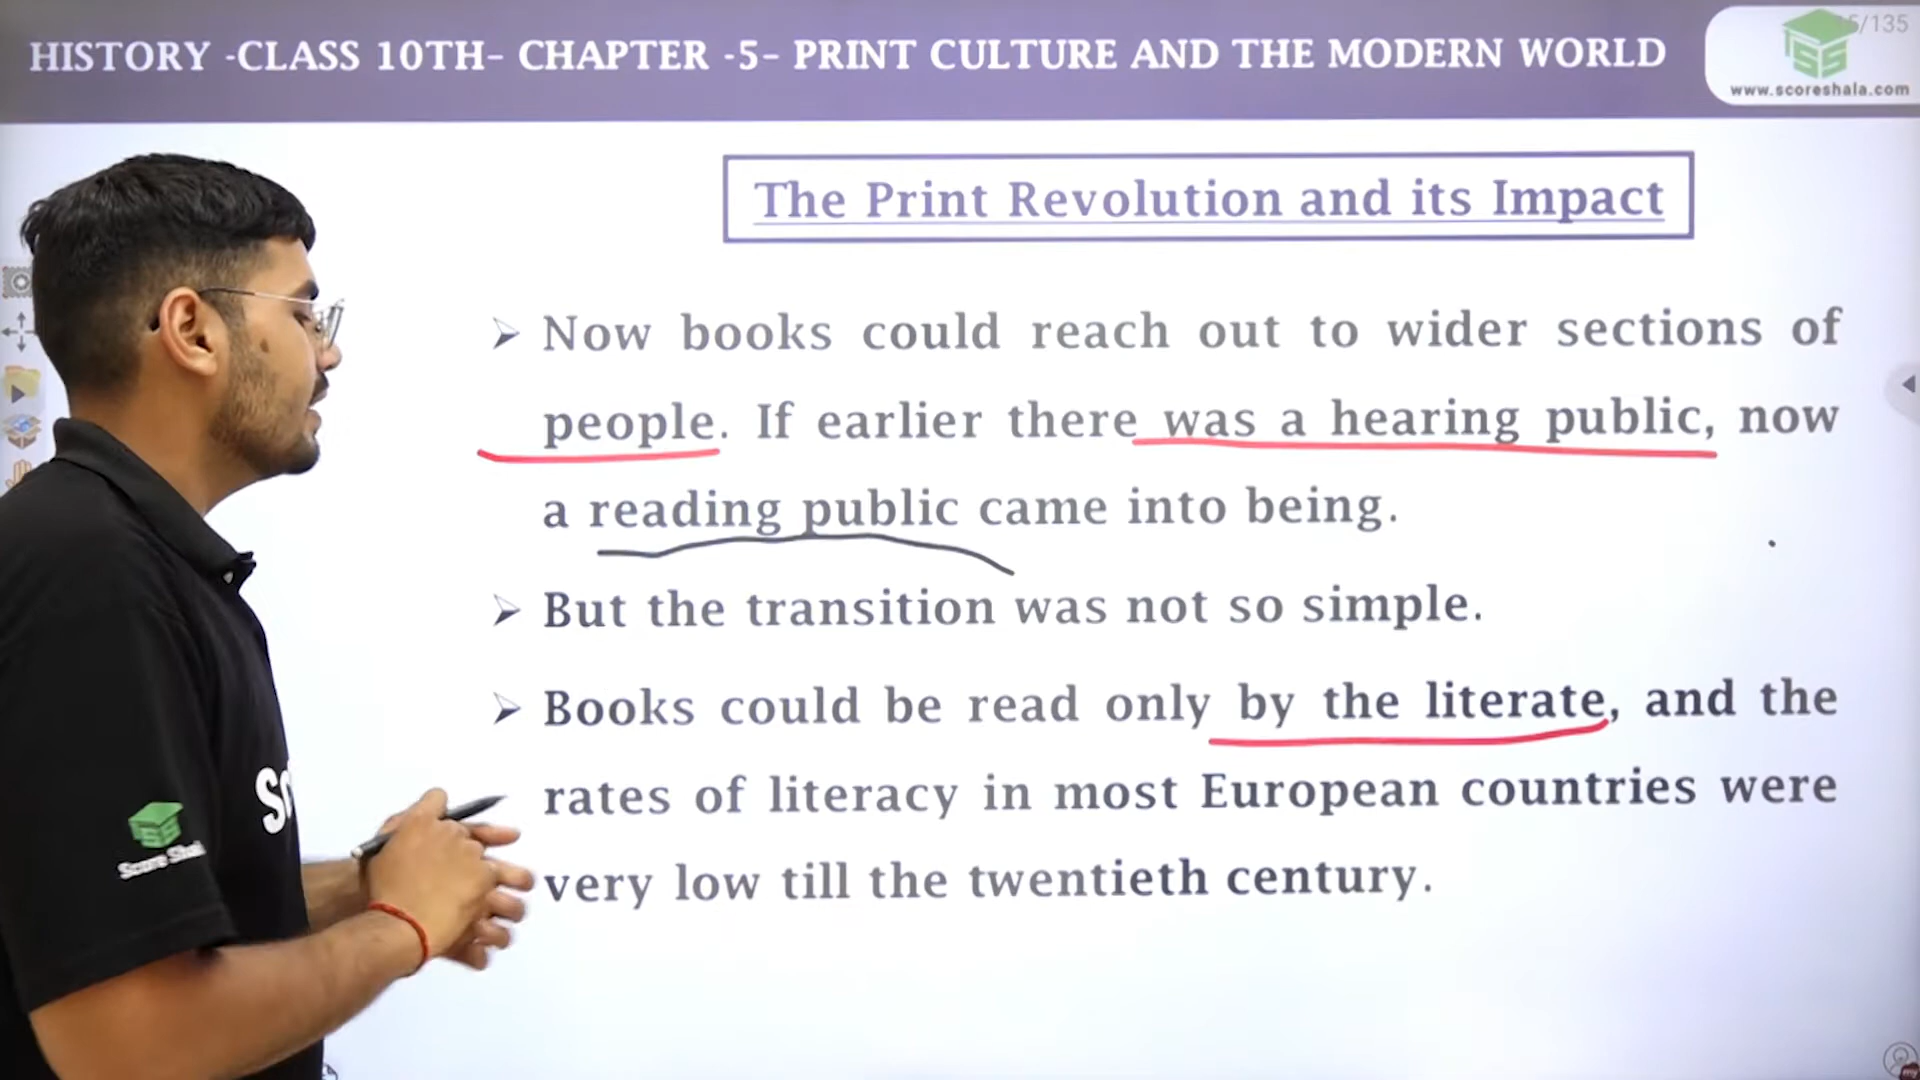 HISTORY -CLASS 10TH- CHAPTER -5- PRINT CULTURE AND THE MODERN WORLD
/135
www.scoreshala.com
The Print Revolution and its Impact
➢ Now books could reach out to wider sections of
people. If earlier there was a hearing public, now
a reading public came into being.
➢ But the transition was not so simple.
➢ Books could be read only by the literate, and the
rates of literacy in most European countries were
very low till the twentieth century.
Score